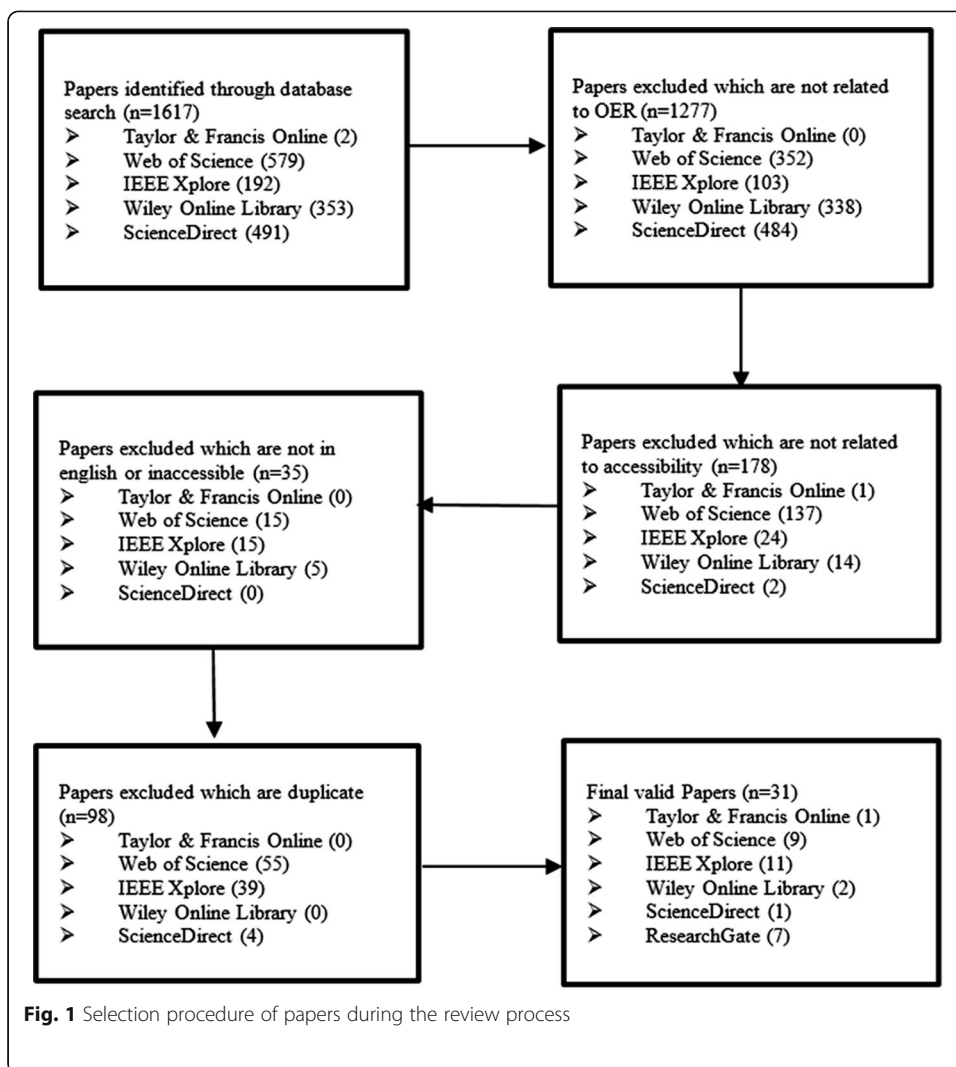 Papers identified through database
search (n=1617)
➢ Taylor & Francis Online (2)
➢ Web of Science (579)
➢ IEEE Xplore (192)
➢ Wiley Online Library (353)
➢ ScienceDirect (491)
Papers excluded which are not related
to OER (n=1277)
➢ Taylor & Francis Online (0)
➢ Web of Science (352)
➢ IEEE Xplore (103)
➢ Wiley Online Library (338)
➢ ScienceDirect (484)
Papers excluded which are not related
to accessibility (n=178)
➢ Taylor & Francis Online (1)
➢ Web of Science (137)
➢ IEEE Xplore (24)
➢ Wiley Online Library (14)
➢ ScienceDirect (2)
Papers excluded which are not in
english or inaccessible (n=35)
➢ Taylor & Francis Online (0)
➢ Web of Science (15)
➢ IEEE Xplore (15)
➢ Wiley Online Library (5)
➢ ScienceDirect (0)
Papers excluded which are duplicate
(n=98)
➢ Taylor & Francis Online (0)
➢ Web of Science (55)
➢ IEEE Xplore (39)
➢ Wiley Online Library (0)
➢ ScienceDirect (4)
Final valid Papers (n=31)
➢ Taylor & Francis Online (1)
➢ Web of Science (9)
➢ IEEE Xplore (11)
➢ Wiley Online Library (2)
➢ ScienceDirect (1)
➢ ResearchGate (7)
Fig. 1 Selection procedure of papers during the review process